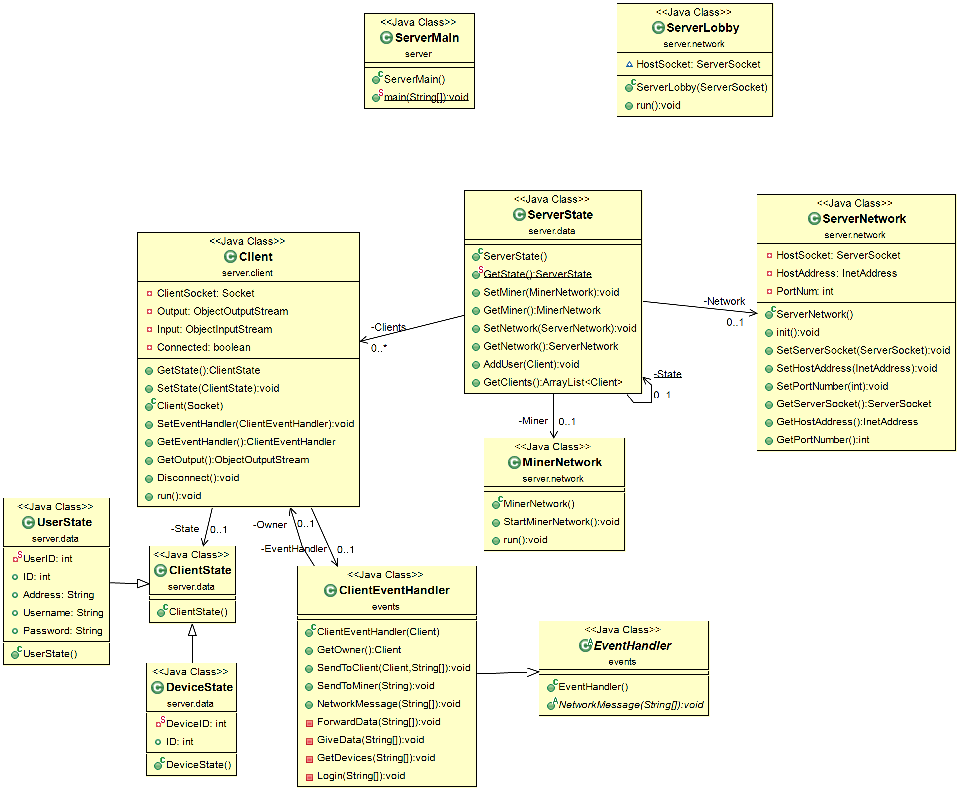 <<Java Class>>
ServerMain
server
ServerMain()
main(String[]):void
<<Java Class>>
ServerLobby
server.network
HostSocket: ServerSocket
ServerLobby(ServerSocket)
run():void
<<Java Class>>
ServerState
server.data
ServerState()
GetState():ServerState
SetMiner(MinerNetwork):void
GetMiner():MinerNetwork
SetNetwork(ServerNetwork):void
GetNetwork():ServerNetwork
AddUser(Client):void
GetClients():ArrayList<Client>
<<Java Class>>
ServerNetwork
server.network
HostSocket: ServerSocket
HostAddress: InetAddress
PortNum: int
ServerNetwork()
init():void
SetServerSocket(ServerSocket):void
SetHostAddress(InetAddress):void
SetPortNumber(int):void
GetServerSocket():ServerSocket
GetHostAddress():InetAddress
GetPortNumber():int
<<Java Class>>
Client
server.client
ClientSocket: Socket
Output: ObjectOutputStream
Input: ObjectInputStream
Connected: boolean
GetState():ClientState
SetState(ClientState):void
Client(Socket)
SetEventHandler(ClientEventHandler):void
GetEventHandler():ClientEventHandler
GetOutput():ObjectOutputStream
Disconnect():void
run():void
-Clients
0..*
-Network
0..1
-State
0..1
-Miner
0..1
<<Java Class>>
MinerNetwork
server.network
MinerNetwork()
StartMinerNetwork():void
run():void
<<Java Class>>
UserState
server.data
UserID: int
ID: int
Address: String
Username: String
Password: String
UserState()
-State
0..1
-Owner
0..1
-EventHandler
0..1
<<Java Class>>
ClientState
server.data
ClientState()
<<Java Class>>
DeviceState
server.data
DeviceID: int
ID: int
DeviceState()
<<Java Class>>
ClientEventHandler
events
ClientEventHandler(Client)
GetOwner():Client
SendToClient(Client,String[]):void
SendToMiner(String):void
NetworkMessage(String[]):void
ForwardData(String[]):void
GiveData(String[]):void
GetDevices(String[]):void
Login(String[]):void
<<Java Class>>
EventHandler
events
EventHandler()
NetworkMessage(String[]):void